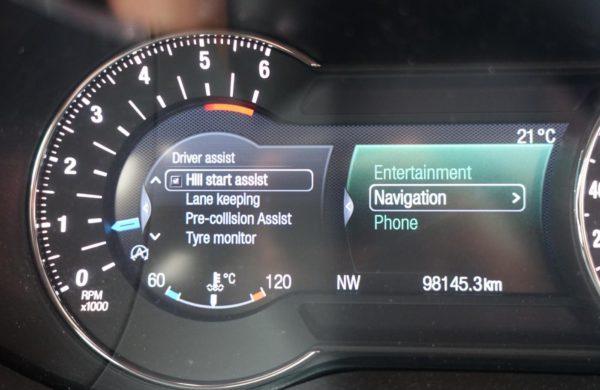 6
5
4
3
2
1
0
RPM
x1000
Driver assist
Hill start assist
Lane keeping
Pre-collision Assist
Tyre monitor
A
60 °C 120
21°C
Entertainment
Navigation >
Phone
NW 98145.3km